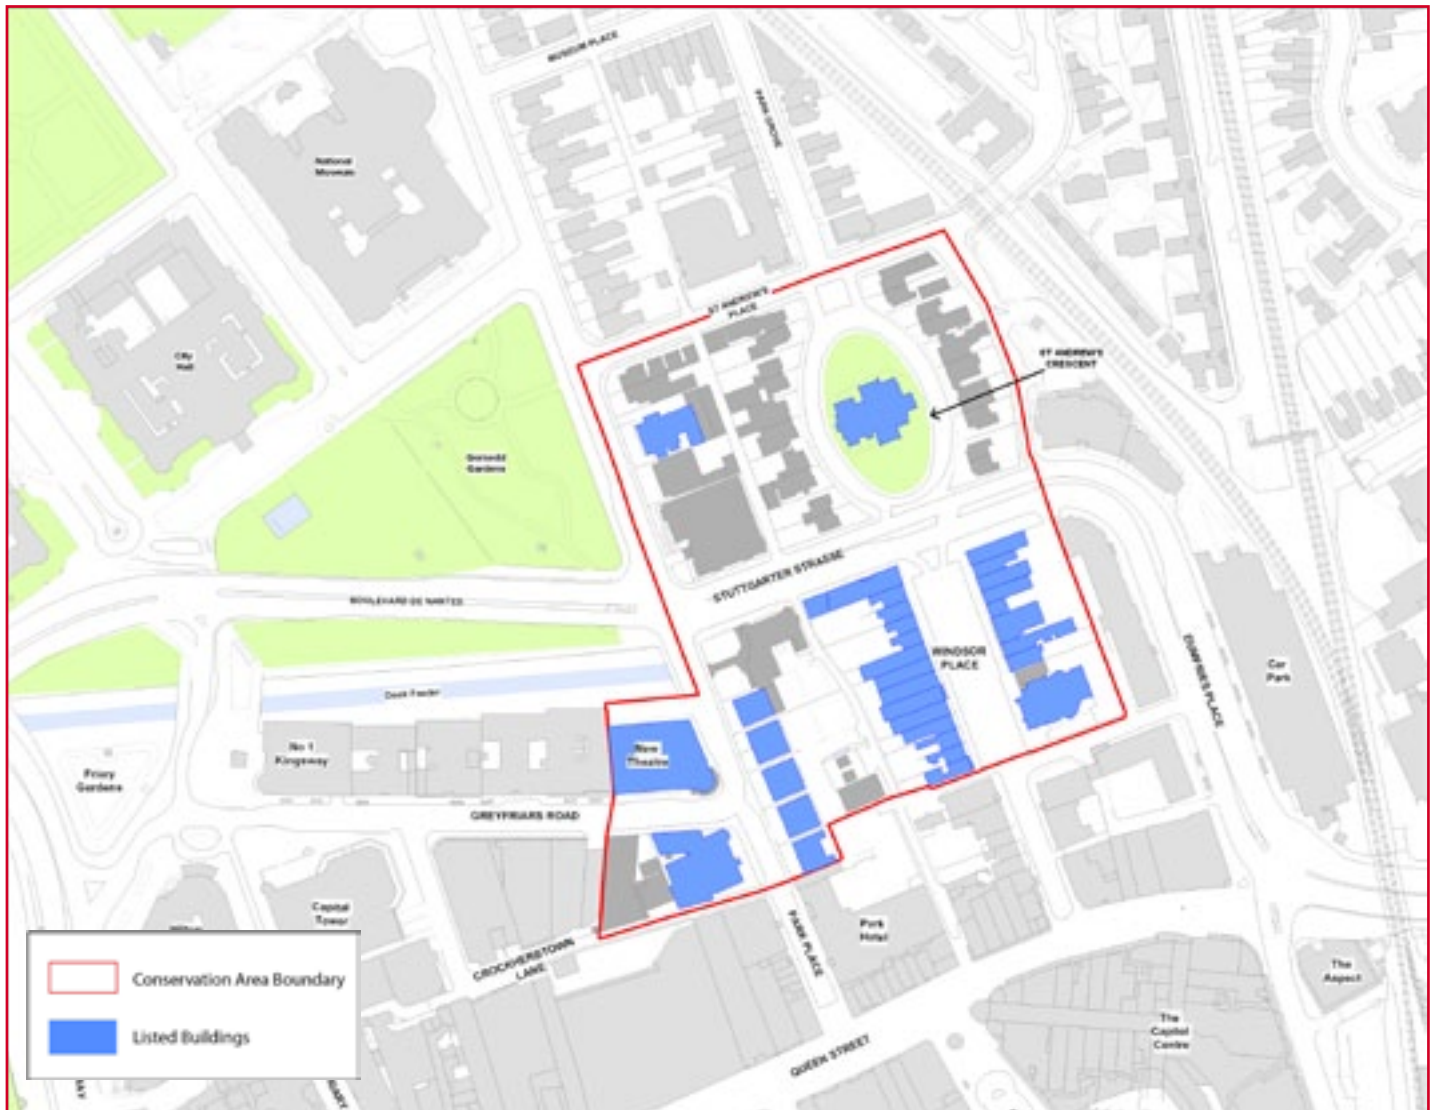 MUSEUM PLACE
PARK GROVE
National
Museum
City
Hall
ST ANDREW'S
PLACE
ST ANDREW'S
CRESCENT
Gorsedd
Gardens
STUTTGARTER STRASSE
BOULEVARD DE NANTES
WINDSOR
PLACE
DUMFRIES PLACE
Car
Park
Dock Feeder
No 1
Kingsway
New
Theatre
Friary
Gardens
GREYFRIARS ROAD
Capital
Tower
CROCKHERBTOWN
LANE
PARK PLACE
Park
Hotel
The
Aspect
The
Capitol
Centre
QUEEN STREET
Conservation Area Boundary
Listed Buildings